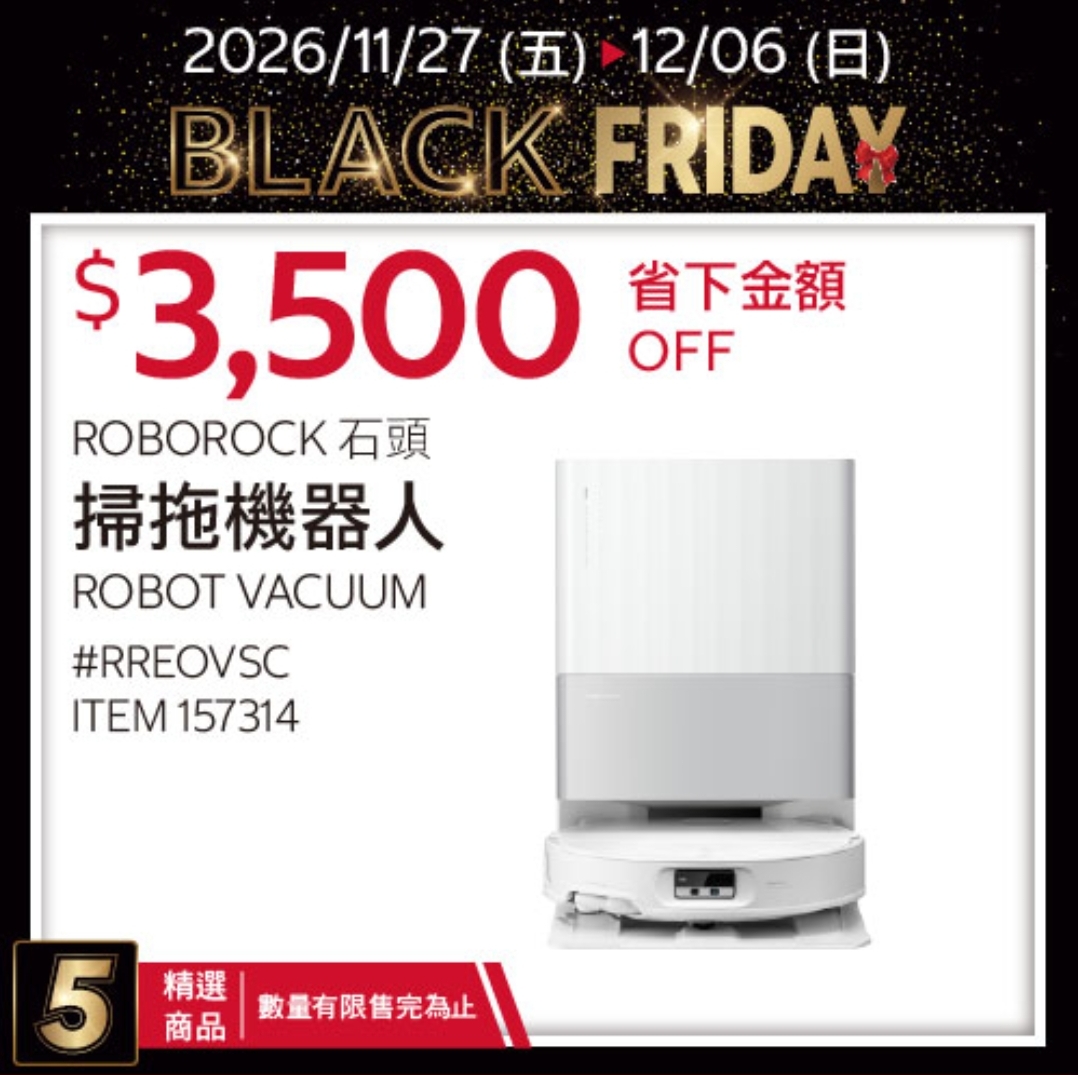 2026/11/27 (五)▶12/06 (日)
BLACK FRIDAY
$3,500 省下金額
OFF
ROBOROCK 石頭
掃拖機器人
ROBOT VACUUM
#RREOVSC
ITEM 157314
5 精選
商品
數量有限售完為止